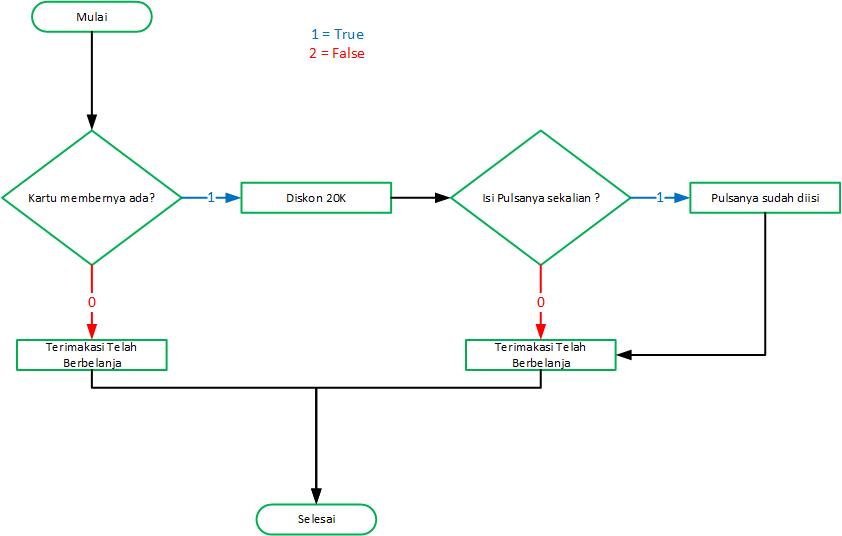 Mulai
1 = True
2 = False
Kartu membernya ada?
1
Diskon 20K
Isi Pulsanya sekalian ?
1
Pulsanya sudah diisi
0
0
Terimakasi Telah
Berbelanja
Terimakasi Telah
Berbelanja
Selesai